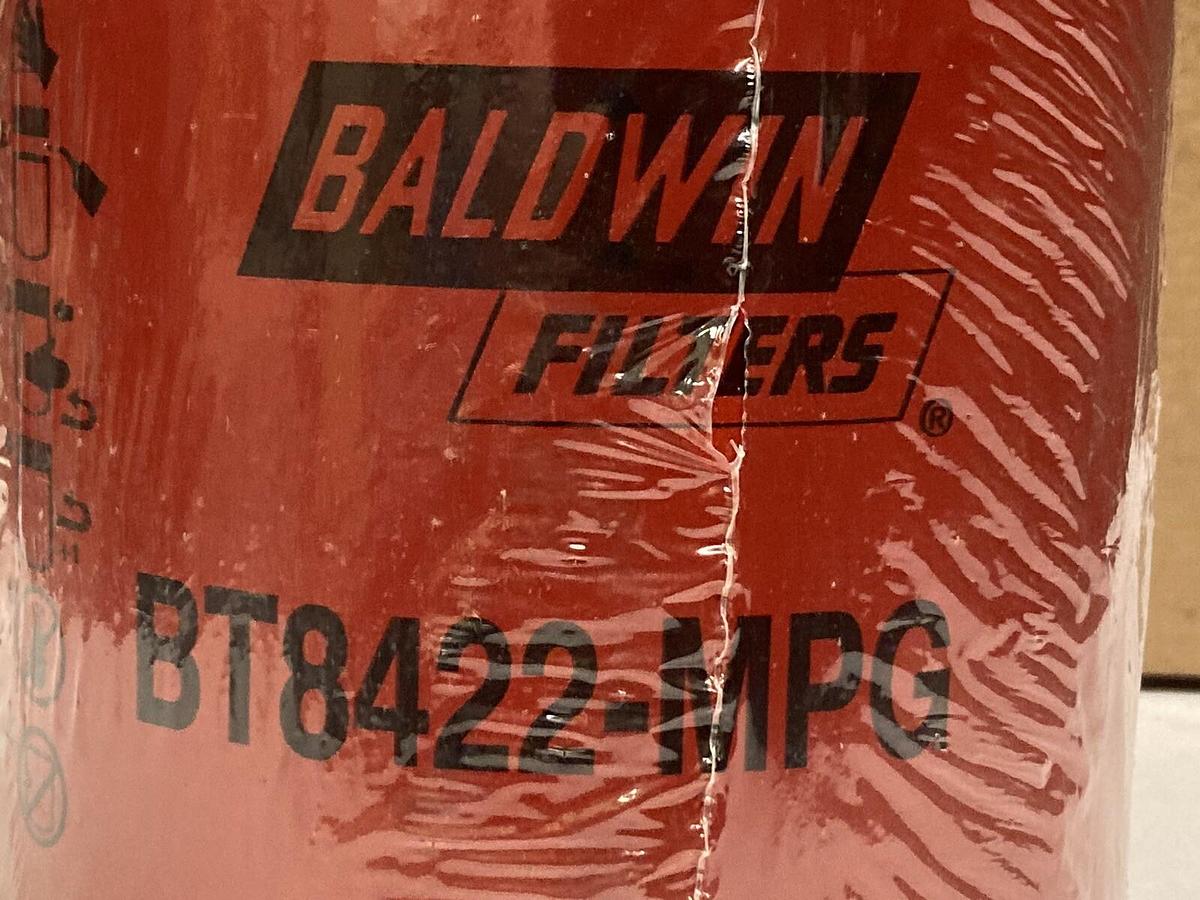 BALDWIN
FILTERS
®
BT8422-MPG